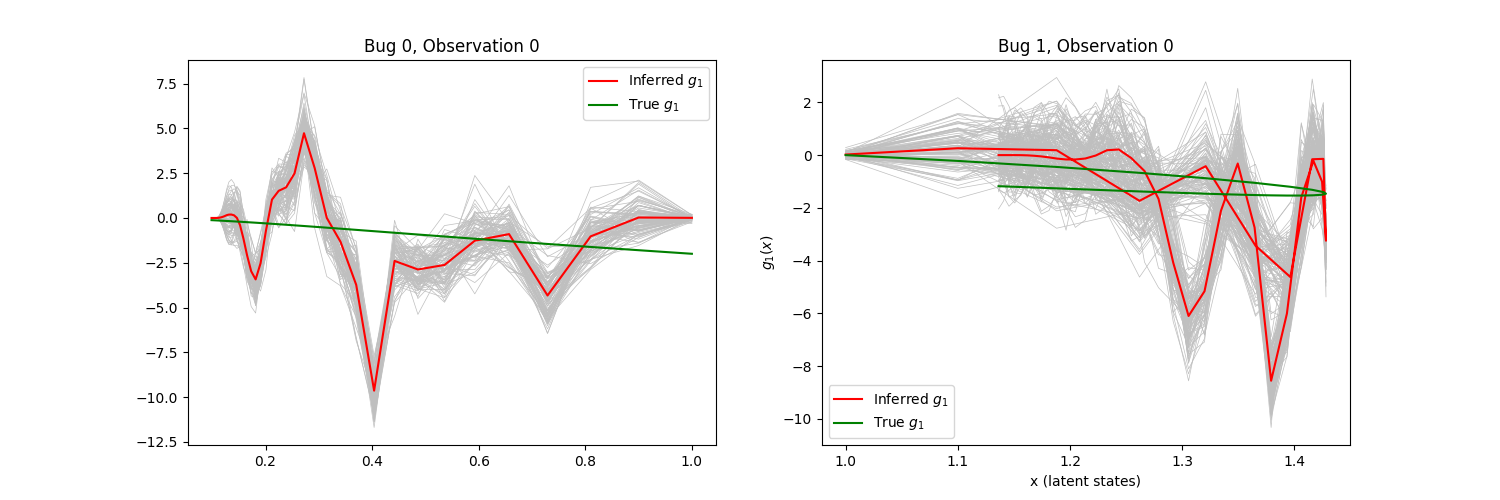 Bug 0, Observation 0
7.5
5.0
2.5
0.0
−2.5
−5.0
−7.5
−10.0
−12.5
0.2 0.4 0.6 0.8 1.0
Inferred g₁
True g₁
Bug 1, Observation 0
g₁(x)
2
0
−2
−4
−6
−8
−10
1.0 1.1 1.2 1.3 1.4
x (latent states)
Inferred g₁
True g₁